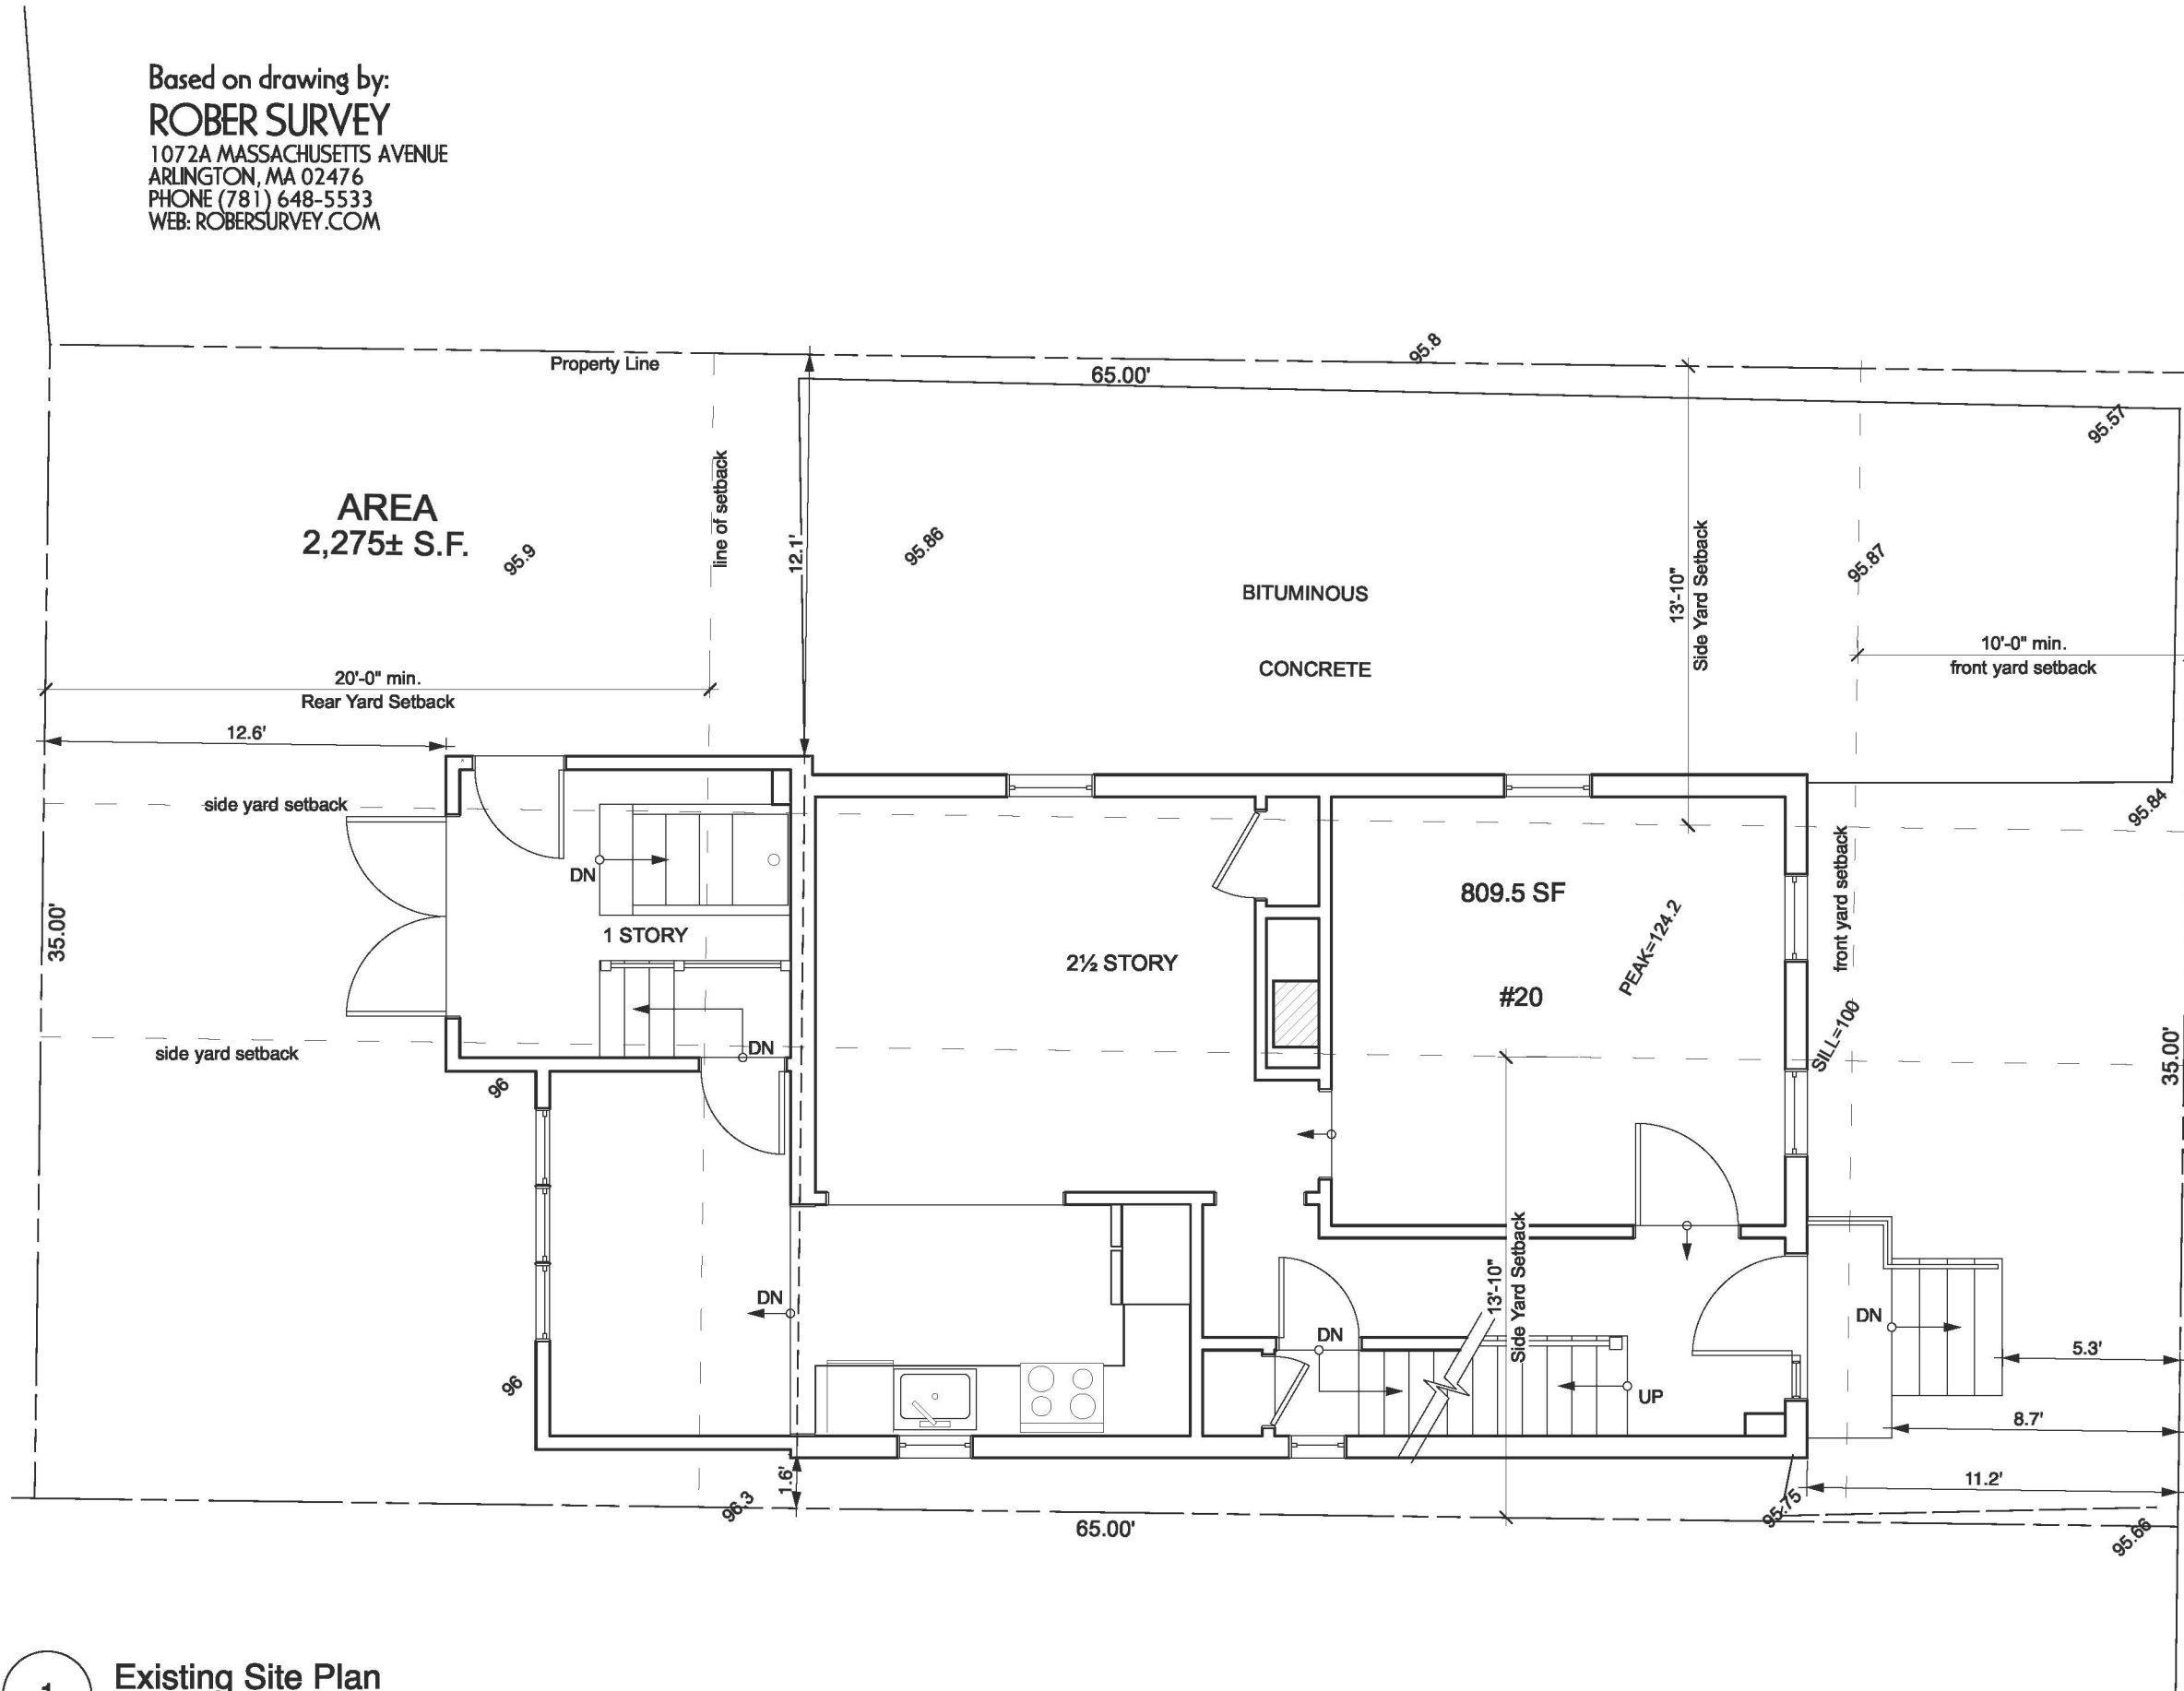 Based on drawing by:
ROBER SURVEY
1072A MASSACHUSETTS AVENUE
ARLINGTON, MA 02476
PHONE (781) 648-5533
WEB: ROBERSURVEY.COM
Property Line
65.00'
95.8
95.57
AREA
2,275± S.F.
95.9
line of setback
12.1'
95.86
BITUMINOUS
CONCRETE
13'-10"
Side Yard Setback
95.87
10'-0" min.
front yard setback
20'-0" min.
Rear Yard Setback
12.6'
side yard setback
95.84
DN
1 STORY
35.00'
2½ STORY
809.5 SF
#20
PEAK=124.2
front yard setback
SILL=100
35.00'
side yard setback
DN
96
DN
96
DN
13'-10"
Side Yard Setback
UP
DN
5.3'
8.7'
11.2'
1.6'
96.3
65.00'
95.75
95.66
1
Existing Site Plan